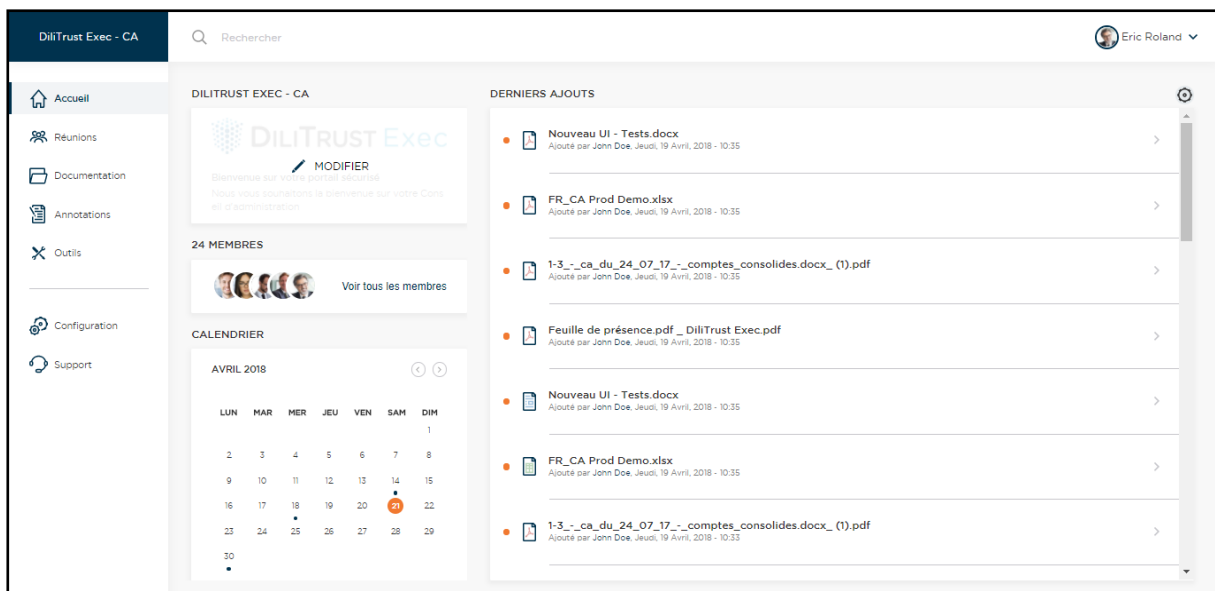 DiliTrust Exec - CA
Rechercher
Eric Roland
Accueil
Réunions
Documentation
Annotations
Outils
Configuration
Support
DILITRUST EXEC - CA
DILITRUST Exec
MODIFIER
Bienvenue sur votre portail sécurisé
Nous vous souhaitons la bienvenue sur votre Cons
eil d'administration
24 MEMBRES
Voir tous les membres
CALENDRIER
AVRIL 2018
LUN MAR MER JEU VEN SAM DIM
1
2 3 4 5 6 7 8
9 10 11 12 13 14 15
16 17 18 19 20 21 22
23 24 25 26 27 28 29
30
DERNIERS AJOUTS
Nouveau UI - Tests.docx
Ajouté par John Doe, Jeudi, 19 Avril, 2018 - 10:35
FR_CA Prod Demo.xlsx
Ajouté par John Doe, Jeudi, 19 Avril, 2018 - 10:35
1-3_-_ca_du_24_07_17_-_comptes_consolides.docx_ (1).pdf
Ajouté par John Doe, Jeudi, 19 Avril, 2018 - 10:35
Feuille de présence.pdf _ DiliTrust Exec.pdf
Ajouté par John Doe, Jeudi, 19 Avril, 2018 - 10:35
Nouveau UI - Tests.docx
Ajouté par John Doe, Jeudi, 19 Avril, 2018 - 10:35
FR_CA Prod Demo.xlsx
Ajouté par John Doe, Jeudi, 19 Avril, 2018 - 10:35
1-3_-_ca_du_24_07_17_-_comptes_consolides.docx_ (1).pdf
Ajouté par John Doe, Jeudi, 19 Avril, 2018 - 10:33